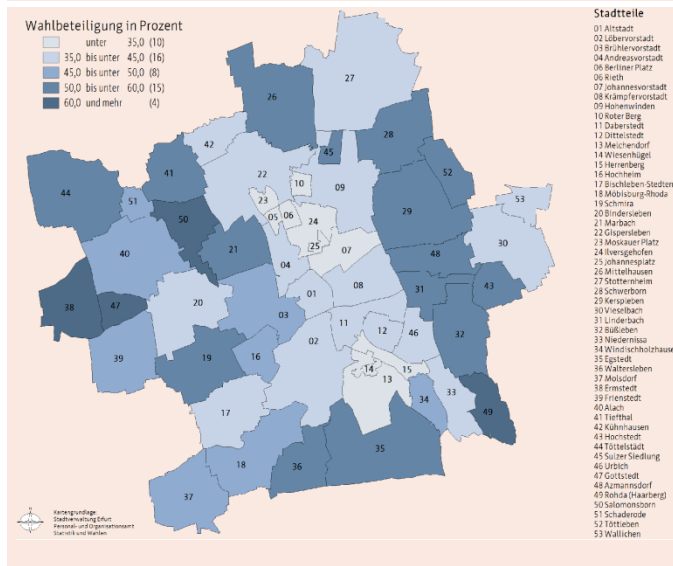 Wahlbeteiligung in Prozent
unter 35,0 (10)
35,0 bis unter 45,0 (16)
45,0 bis unter 50,0 (8)
50,0 bis unter 60,0 (15)
60,0 und mehr (4)
Stadtteile
01 Altstadt
02 Löbervorstadt
03 Brühlervorstadt
04 Andreasvorstadt
05 Berliner Platz
06 Rieth
07 Johannesvorstadt
08 Krämpfervorstadt
09 Hohenwinden
10 Roter Berg
11 Daberstedt
12 Dittelstedt
13 Melchendorf
14 Wiesenhügel
15 Herrenberg
16 Hochheim
17 Bischleben-Stedten
18 Möbisburg-Rhoda
19 Schmira
20 Bindersleben
21 Marbach
22 Gispersleben
23 Moskauer Platz
24 Ilversgehofen
25 Johannesplatz
26 Mittelhausen
27 Stotternheim
28 Schwerborn
29 Kerspleben
30 Vieselbach
31 Linderbach
32 Büßleben
33 Niedernissa
34 Windischholzhause
35 Egstedt
36 Waltersleben
37 Molsdorf
38 Ermstedt
39 Frienstedt
40 Alach
41 Tiefthal
42 Kühnhausen
43 Hochstedt
44 Töttelstädt
45 Sulzer Siedlung
46 Urbich
47 Gottstedt
48 Azmannsdorf
49 Rohda (Haarberg)
50 Salomonsborn
51 Schaderode
52 Töttleben
53 Wallichen
27
26
28
45
42
41
52
44
22
10
09
51
23
53
50
05
06
24
29
30
21
25
07
40
48
04
08
43
38
47
20
01
31
03
11
12
46
32
02
39
19
16
14
15
13
34
33
49
17
35
18
36
37
Kartengrundlage:
Stadtverwaltung Erfurt
Personal- und Organisationsamt
Statistik und Wahlen